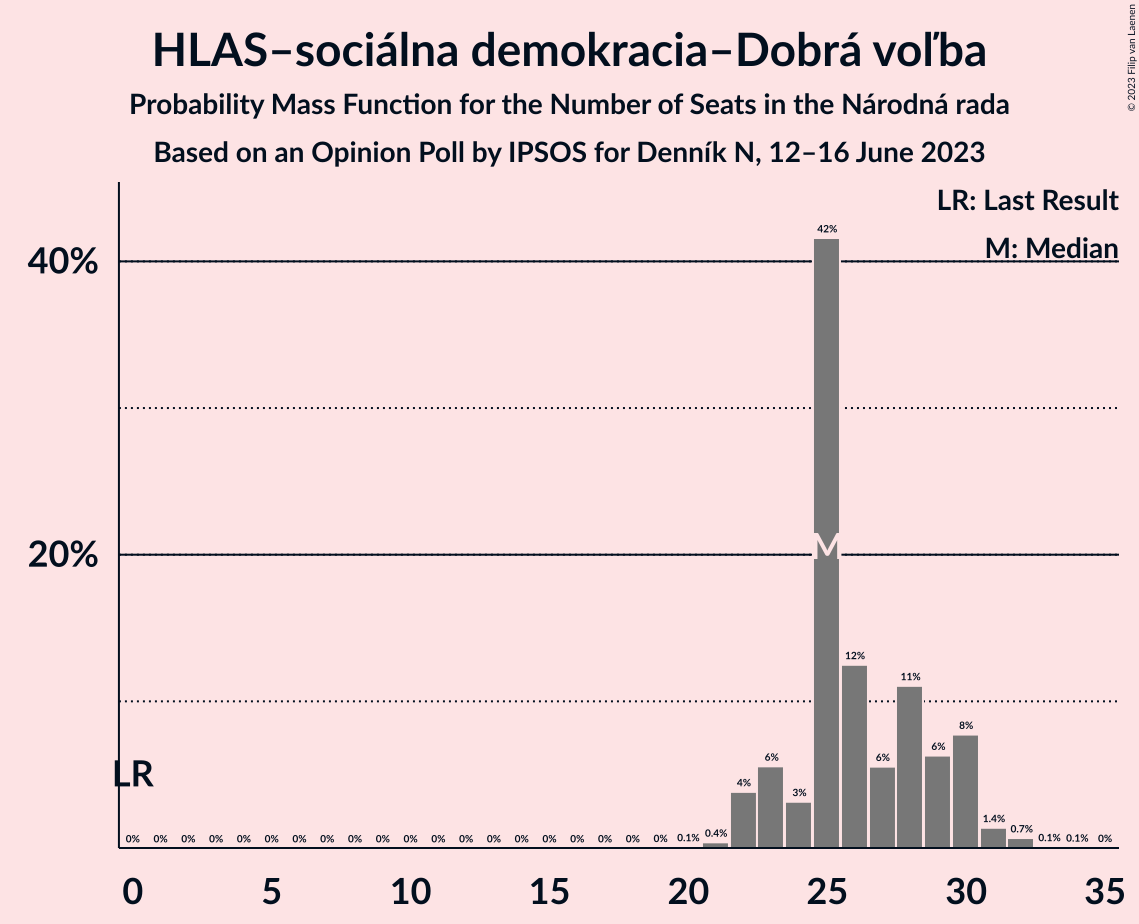 HLAS–sociálna demokracia–Dobrá voľba
Probability Mass Function for the Number of Seats in the Národná rada
Based on an Opinion Poll by IPSOS for Denník N, 12–16 June 2023
© 2023 Filip van Laenen
LR: Last Result
M: Median
42%
40%
20%
M
12%
11%
8%
6%
6%
6%
4%
3%
1.4%
0.7%
LR
0% 0% 0% 0% 0% 0% 0% 0% 0% 0% 0% 0% 0% 0% 0% 0% 0% 0% 0% 0% 0.1% 0.4% 0.1% 0.1% 0%
0 5 10 15 20 25 30 35